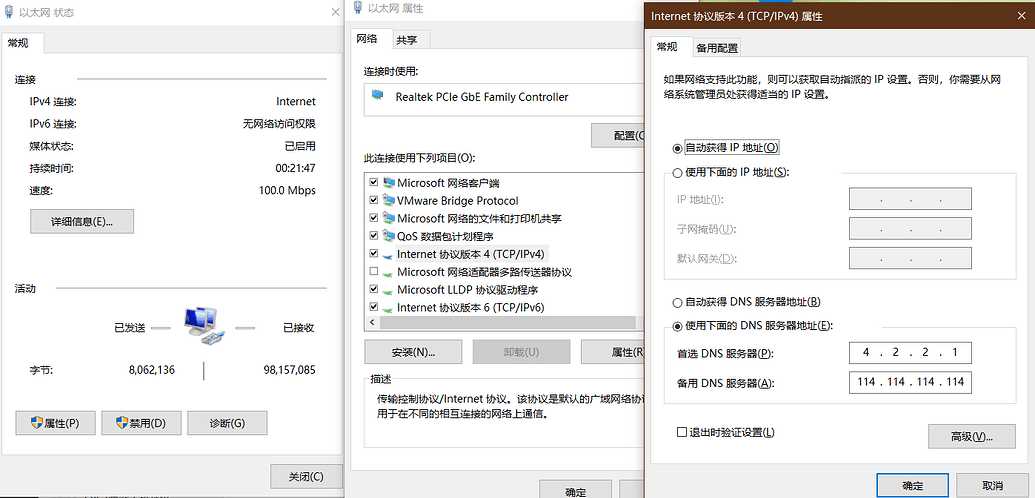 以太网 状态
常规
连接
IPv4 连接: Internet
IPv6 连接: 无网络访问权限
媒体状态: 已启用
持续时间: 00:21:47
速度: 100.0 Mbps
详细信息(E)...
活动
已发送 已接收
字节: 8,062,136 98,157,085
属性(P) 禁用(D) 诊断(G)
关闭(C)
以太网 属性
网络 共享
连接时使用:
Realtek PCIe GbE Family Controller
配置(C
此连接使用下列项目(O):
Microsoft 网络客户端
VMware Bridge Protocol
Microsoft 网络的文件和打印机共享
QoS 数据包计划程序
Internet 协议版本 4 (TCP/IPv4)
Microsoft 网络适配器多路传送器协议
Microsoft LLDP 协议驱动程序
Internet 协议版本 6 (TCP/IPv6)
安装(N)... 卸载(U) 属性(R
描述
传输控制协议/Internet 协议。该协议是默认的广域网络协
用于在不同的相互连接的网络上通信。
确定
Internet 协议版本 4 (TCP/IPv4) 属性
常规 备用配置
如果网络支持此功能，则可以获取自动指派的 IP 设置。否则，你需要从网
络系统管理员处获得适当的 IP 设置。
自动获得 IP 地址(O)
使用下面的 IP 地址(S):
IP 地址(I): . . .
子网掩码(U): . . .
默认网关(D): . . .
自动获得 DNS 服务器地址(B)
使用下面的 DNS 服务器地址(E):
首选 DNS 服务器(P): 4 . 2 . 2 . 1
备用 DNS 服务器(A): 114 . 114 . 114 . 114
退出时验证设置(L)
高级(V)...
确定 取消